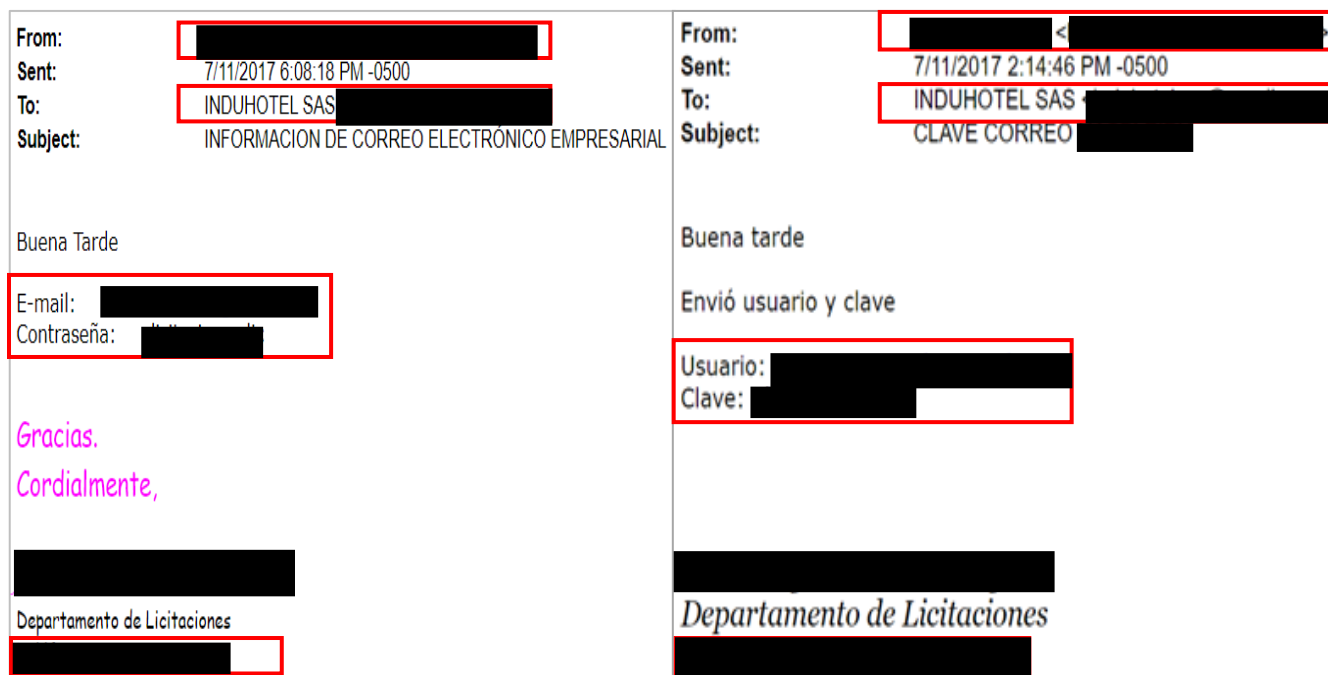 From:
Sent: 7/11/2017 6:08:18 PM -0500
To: INDUHOTEL SAS
Subject: INFORMACION DE CORREO ELECTRÓNICO EMPRESARIAL
Buena Tarde
E-mail:
Contraseña:
Gracias.
Cordialmente,
Departamento de Licitaciones
From: <
Sent: 7/11/2017 2:14:46 PM -0500
To: INDUHOTEL SAS
Subject: CLAVE CORREO
Buena tarde
Envió usuario y clave
Usuario:
Clave:
Departamento de Licitaciones